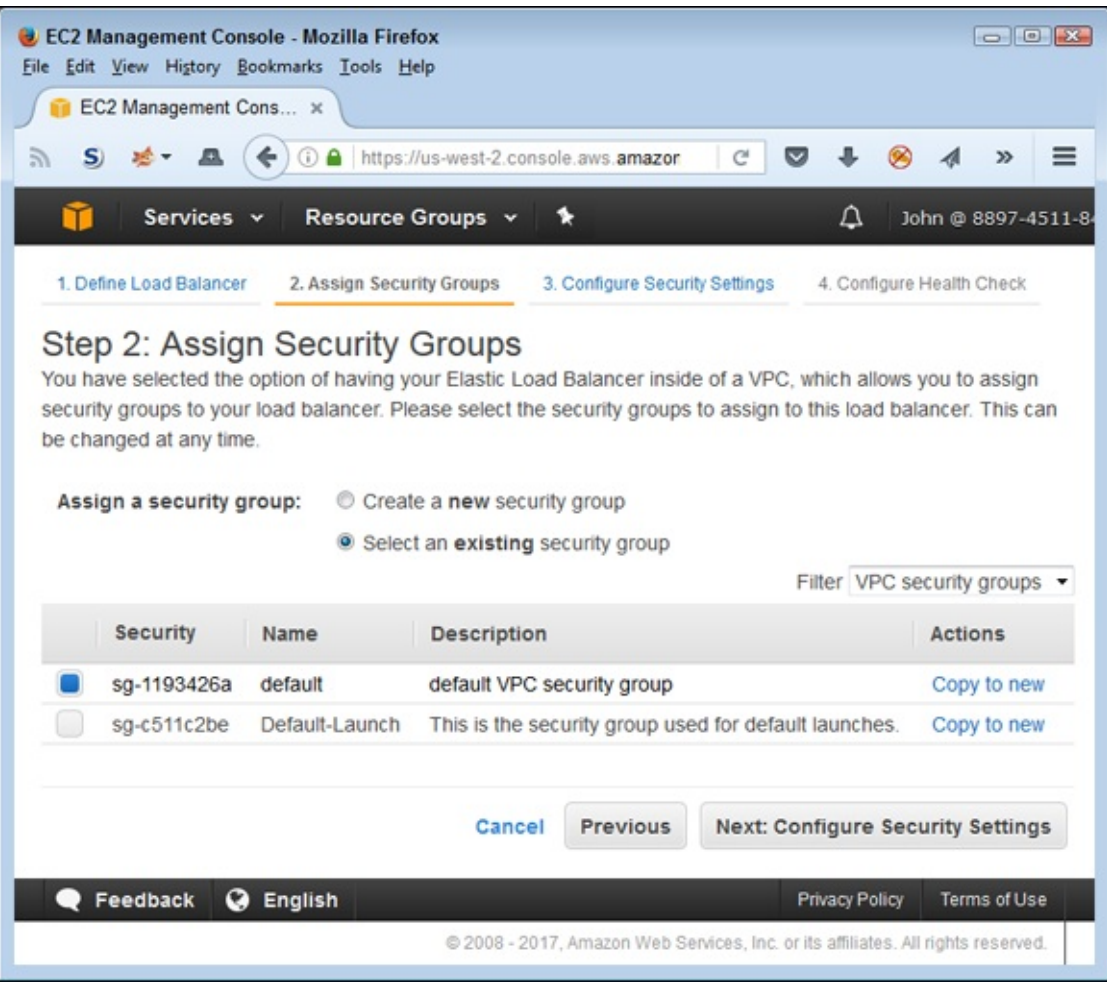 EC2 Management Console - Mozilla Firefox
File Edit View History Bookmarks Tools Help
EC2 Management Cons... ×
https://us-west-2.console.aws.amazon
Services Resource Groups John @ 8897-4511-84
1. Define Load Balancer 2. Assign Security Groups 3. Configure Security Settings 4. Configure Health Check
Step 2: Assign Security Groups
You have selected the option of having your Elastic Load Balancer inside of a VPC, which allows you to assign
security groups to your load balancer. Please select the security groups to assign to this load balancer. This can
be changed at any time.
Assign a security group: Create a new security group
Select an existing security group
Filter VPC security groups
Security Name Description Actions
sg-1193426a default default VPC security group Copy to new
sg-c511c2be Default-Launch This is the security group used for default launches. Copy to new
Cancel Previous Next: Configure Security Settings
Feedback English Privacy Policy Terms of Use
© 2008 - 2017, Amazon Web Services, Inc. or its affiliates. All rights reserved.